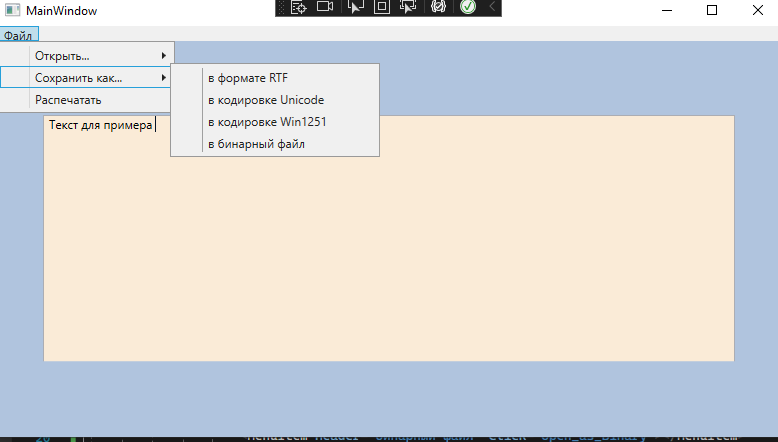 MainWindow
Файл
Открыть...
Сохранить как...
Распечатать
в формате RTF
в кодировке Unicode
в кодировке Win1251
в бинарный файл
Текст для примера